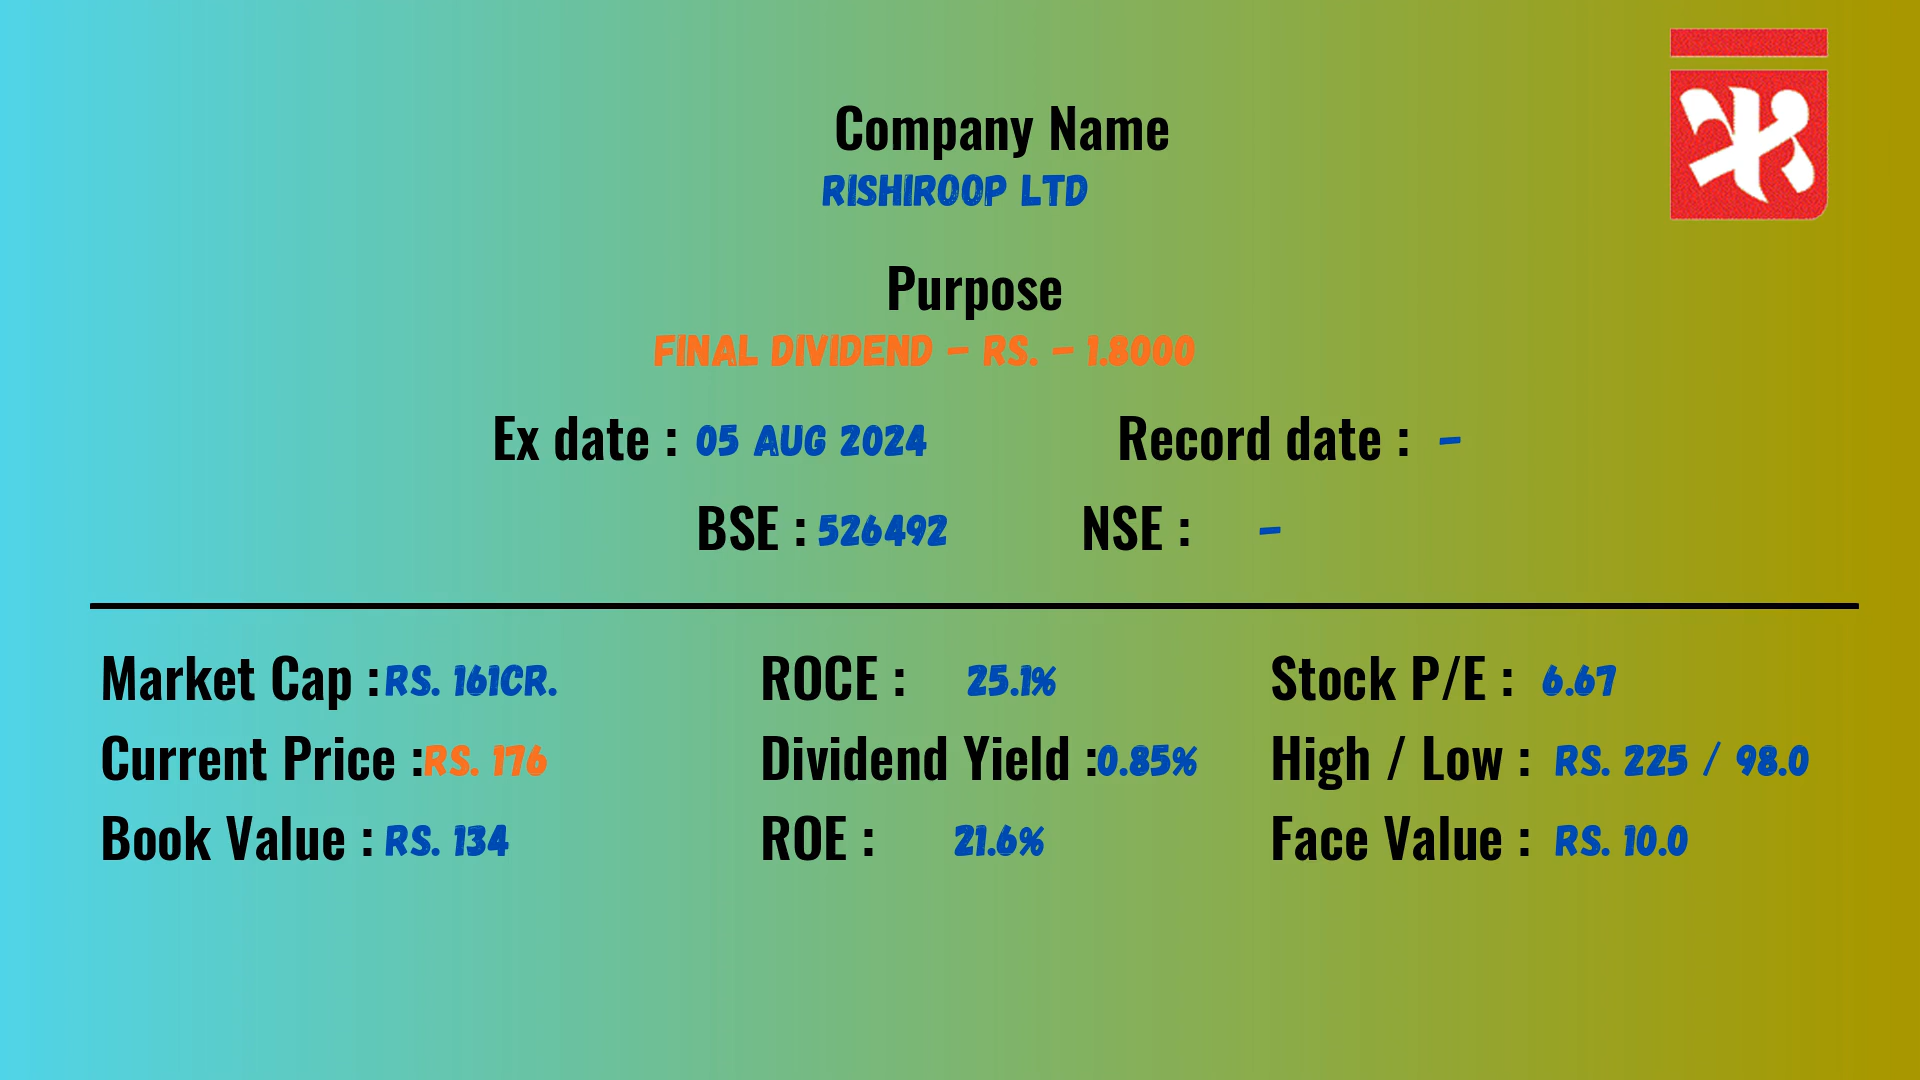 Company Name
RISHIROOP LTD
Purpose
FINAL DIVIDEND - RS. - 1.8000
Ex date : 05 AUG 2024 Record date : -
BSE : 526492 NSE : -
Market Cap : RS. 161CR. ROCE : 25.1% Stock P/E : 6.67
Current Price : RS. 176 Dividend Yield : 0.85% High / Low : RS. 225 / 98.0
Book Value : RS. 134 ROE : 21.6% Face Value : RS. 10.0